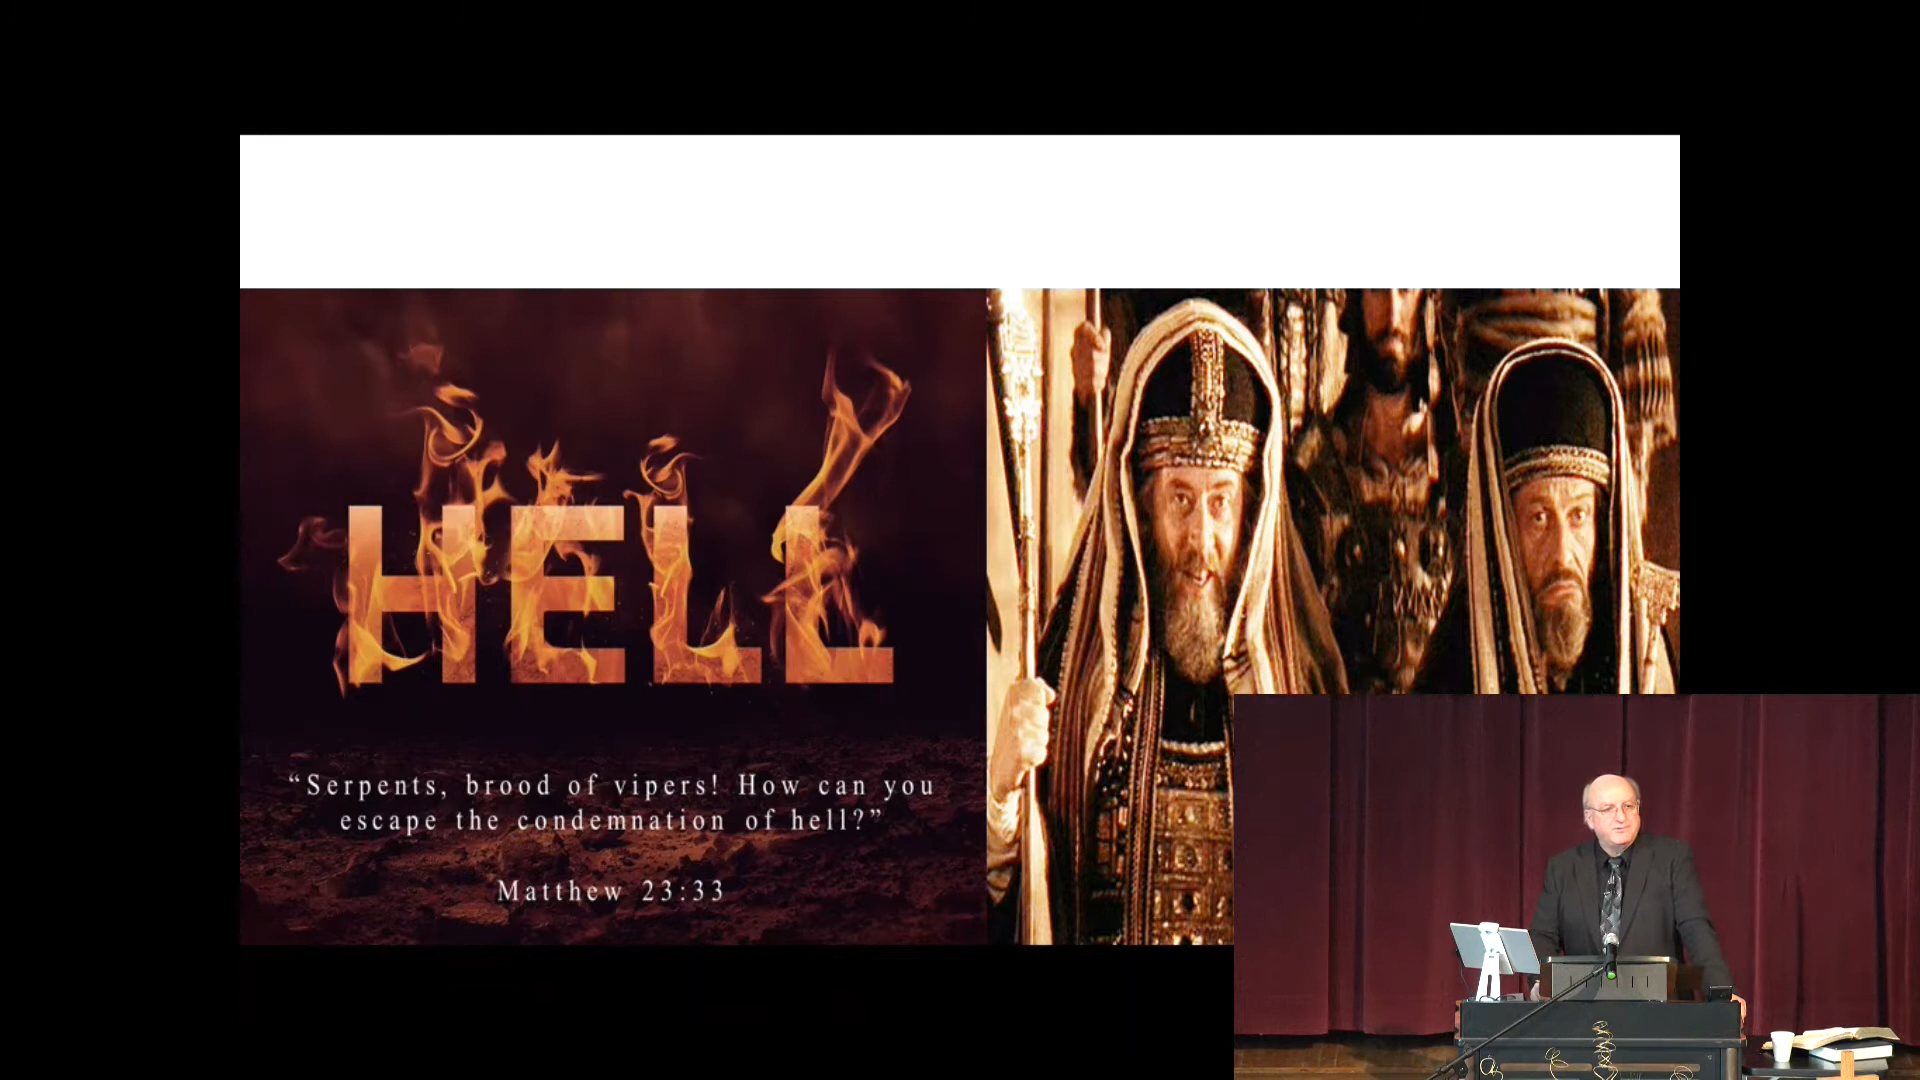 HELL
“Serpents, brood of vipers! How can you
escape the condemnation of hell?”
Matthew 23:33